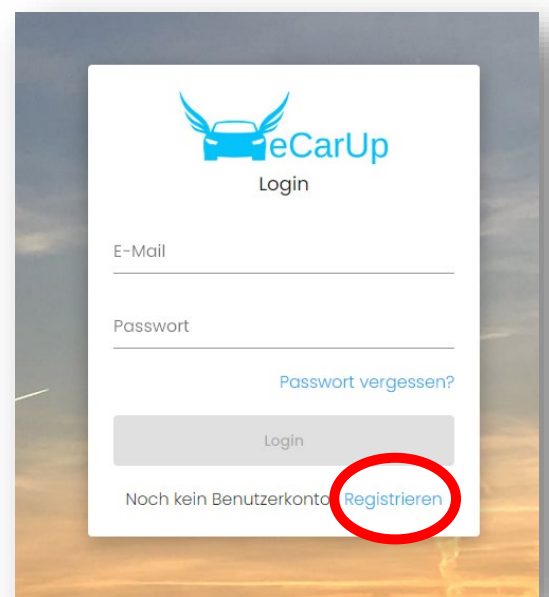 eCarUp
Login
E-Mail
Passwort
Passwort vergessen?
Login
Noch kein Benutzerkonto Registrieren